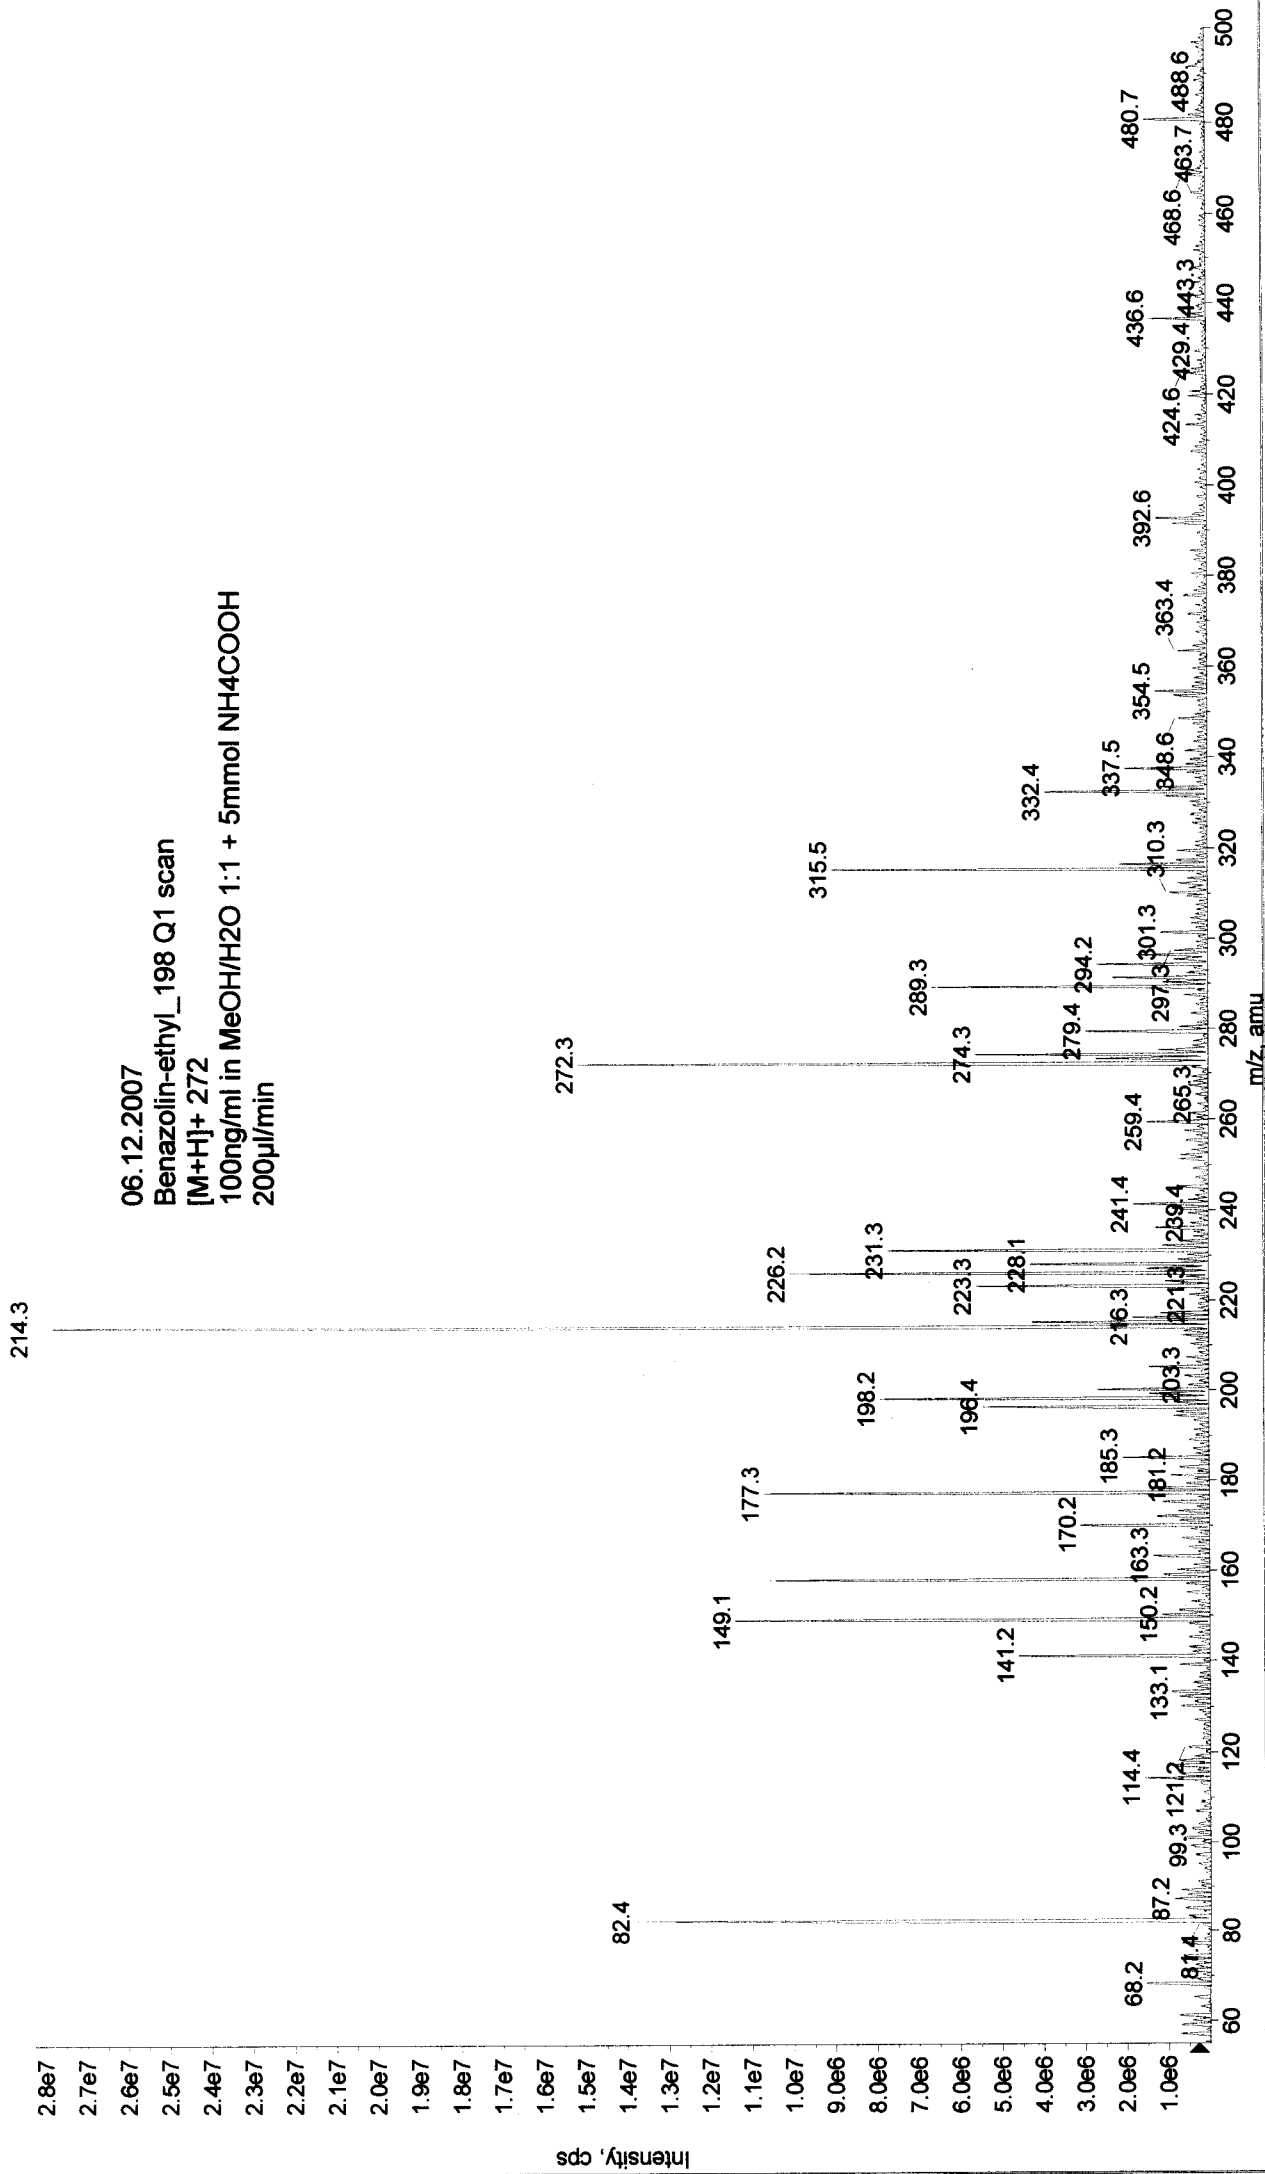 06.12.2007
Benazolin-ethyl_198 Q1 scan
[M+H]+ 272
100ng/ml in MeOH/H2O 1:1 + 5mmol NH4COOH
200µl/min
Intensity, cps
2.8e7
2.7e7
2.6e7
2.5e7
2.4e7
2.3e7
2.2e7
2.1e7
2.0e7
1.9e7
1.8e7
1.7e7
1.6e7
1.5e7
1.4e7
1.3e7
1.2e7
1.1e7
1.0e7
9.0e6
8.0e6
7.0e6
6.0e6
5.0e6
4.0e6
3.0e6
2.0e6
1.0e6
68.2
81.4
82.4
87.2
99.3
114.4
121.2
133.1
141.2
149.1
150.2
163.3
170.2
177.3
181.2
185.3
196.4
198.2
203.3
214.3
216.3
221.3
223.3
226.2
228.1
231.3
239.4
241.4
259.4
265.3
272.3
274.3
279.4
289.3
294.2
297.3
301.3
310.3
315.5
332.4
337.5
348.6
354.5
363.4
392.6
424.6
429.4
436.6
443.3
468.6
463.7
480.7
488.6
60 80 100 120 140 160 180 200 220 240 260 280 300 320 340 360 380 400 420 440 460 480 500
m/z, amu